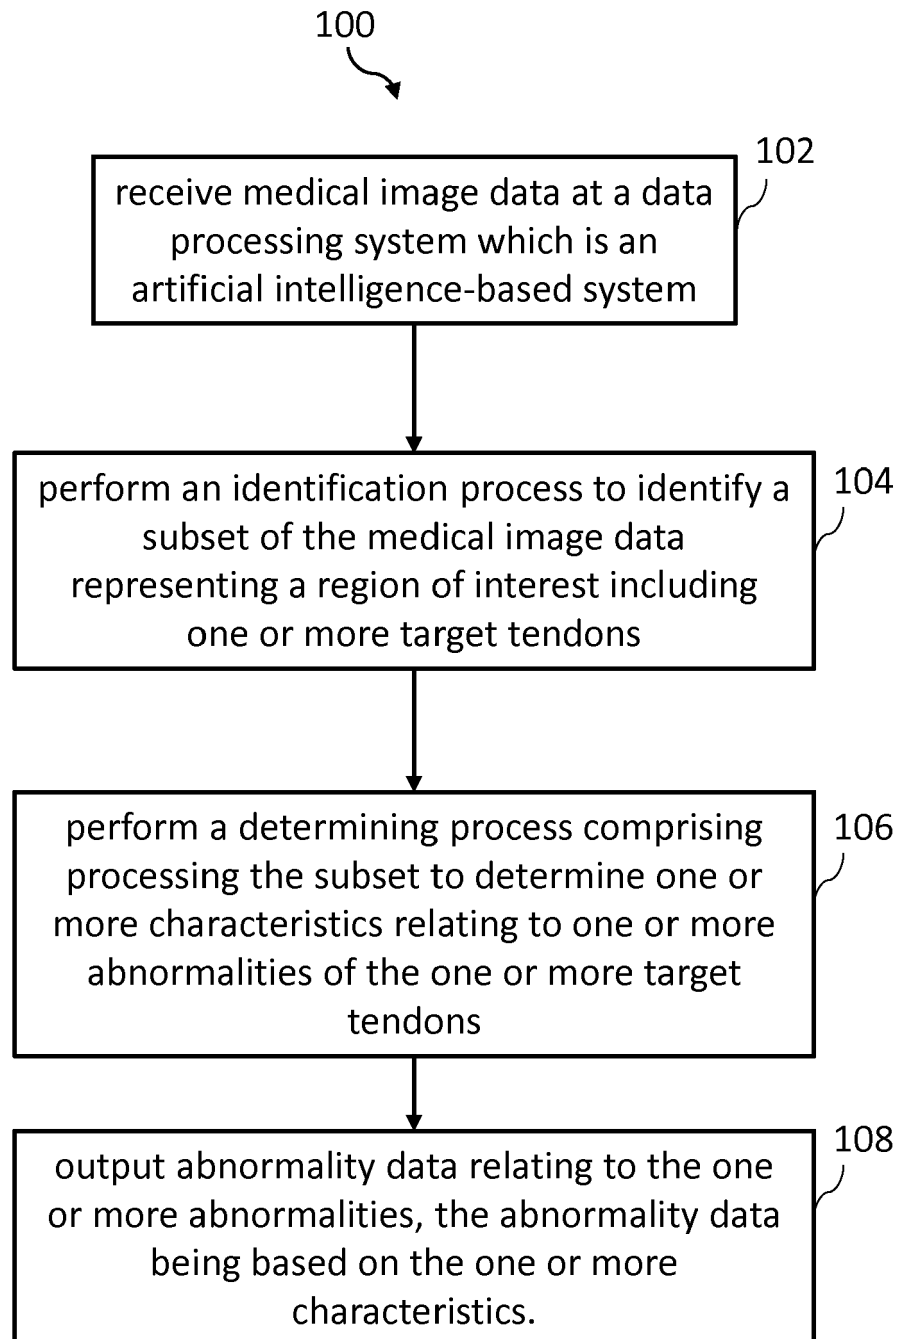 100
102
receive medical image data at a data
processing system which is an
artificial intelligence-based system
104
perform an identification process to identify a
subset of the medical image data
representing a region of interest including
one or more target tendons
106
perform a determining process comprising
processing the subset to determine one or
more characteristics relating to one or more
abnormalities of the one or more target
tendons
108
output abnormality data relating to the one
or more abnormalities, the abnormality data
being based on the one or more
characteristics.